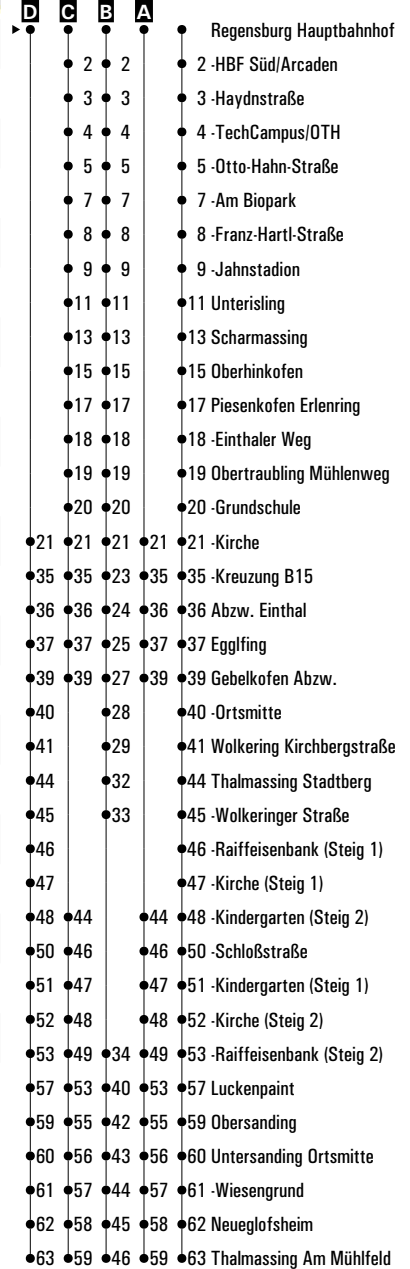 D C B A
Regensburg Hauptbahnhof
2 2 2 -HBF Süd/Arcaden
3 3 3 -Haydnstraße
4 4 4 -TechCampus/OTH
5 5 5 -Otto-Hahn-Straße
7 7 7 -Am Biopark
8 8 8 -Franz-Hartl-Straße
9 9 9 -Jahnstadion
11 11 11 Unterisling
13 13 13 Scharmassing
15 15 15 Oberhinkofen
17 17 17 Piesenkofen Erlenring
18 18 18 -Einthaler Weg
19 19 19 Obertraubling Mühlenweg
20 20 20 -Grundschule
21 21 21 21 21 -Kirche
35 35 23 35 35 -Kreuzung B15
36 36 24 36 36 Abzw. Einthal
37 37 25 37 37 Egglfing
39 39 27 39 39 Gebelkofen Abzw.
40 28 40 -Ortsmitte
41 29 41 Wolkering Kirchbergstraße
44 32 44 Thalmassing Stadtberg
45 33 45 -Wolkeringer Straße
46 46 -Raiffeisenbank (Steig 1)
47 47 -Kirche (Steig 1)
48 44 44 48 -Kindergarten (Steig 2)
50 46 46 50 -Schloßstraße
51 47 47 51 -Kindergarten (Steig 1)
52 48 48 52 -Kirche (Steig 2)
53 49 34 49 53 -Raiffeisenbank (Steig 2)
57 53 40 53 57 Luckenpaint
59 55 42 55 59 Obersanding
60 56 43 56 60 Untersanding Ortsmitte
61 57 44 57 61 -Wiesengrund
62 58 45 58 62 Neueglofsheim
63 59 46 59 63 Thalmassing Am Mühlfeld